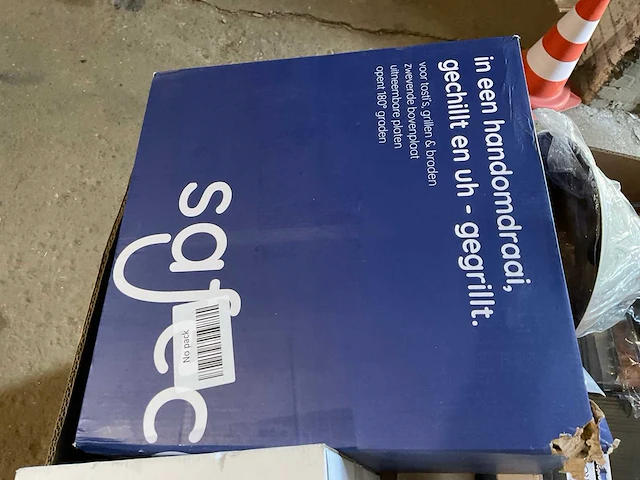 in een handomdraai,
gechillt en uh - gegrillt.
voor tosti's, grillen & braden
zwevende bovenplaat
uitneembare platen
opent 180° graden
No pack